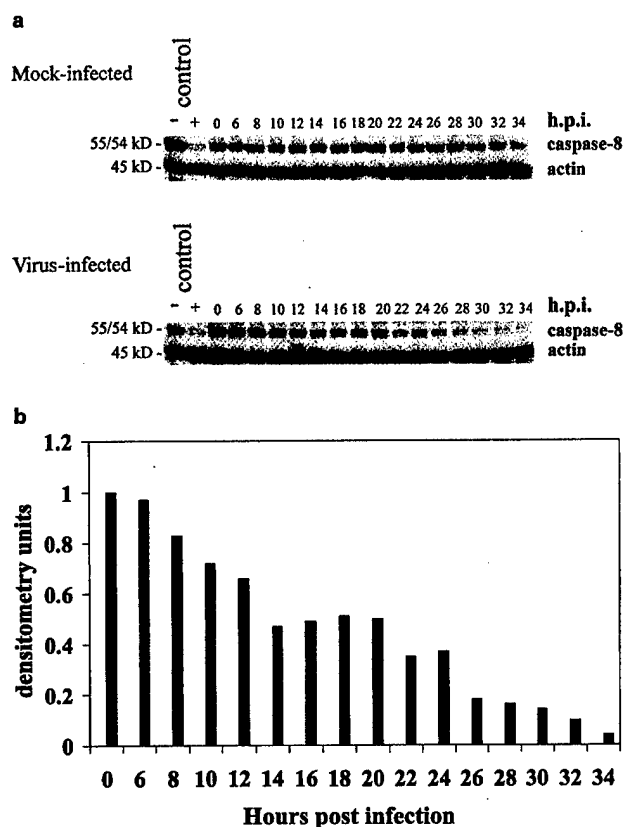 a
Mock-infected
control
- + 0 6 8 10 12 14 16 18 20 22 24 26 28 30 32 34 h.p.i.
55/54 kD - caspase-8
45 kD - actin
Virus-infected
control
- + 0 6 8 10 12 14 16 18 20 22 24 26 28 30 32 34 h.p.i.
55/54 kD - caspase-8
45 kD - actin
b
1.2
1
0.8
0.6
0.4
0.2
0
densitometry units
0 6 8 10 12 14 16 18 20 22 24 26 28 30 32 34
Hours post infection